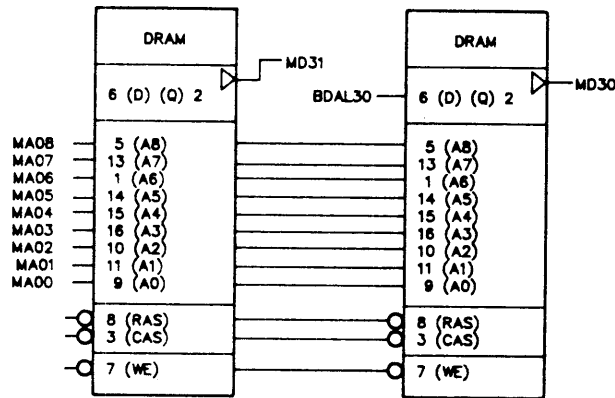 DRAM
MD31
6 (D) (Q) 2
MA08 5 (A8)
MA07 13 (A7)
MA06 1 (A6)
MA05 14 (A5)
MA04 15 (A4)
MA03 16 (A3)
MA02 10 (A2)
MA01 11 (A1)
MA00 9 (A0)
8 (RAS)
3 (CAS)
7 (WE)
DRAM
MD30
BDAL30 6 (D) (Q) 2
5 (A8)
13 (A7)
1 (A6)
14 (A5)
15 (A4)
16 (A3)
10 (A2)
11 (A1)
9 (A0)
8 (RAS)
3 (CAS)
7 (WE)